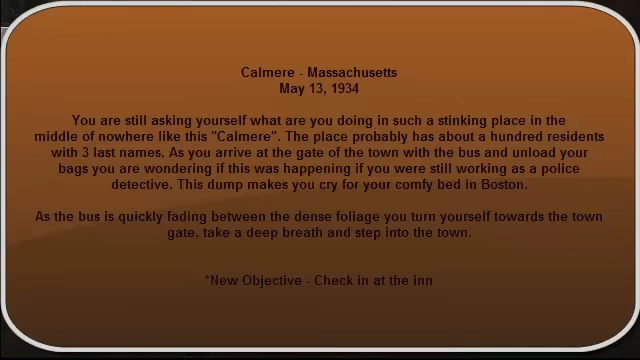 Calmere - Massachusetts
May 13, 1934
You are still asking yourself what are you doing in such a stinking place in the
middle of nowhere like this "Calmere". The place probably has about a hundred residents
with 3 last names. As you arrive at the gate of the town with the bus and unload your
bags you are wondering if this was happening if you were still working as a police
detective. This dump makes you cry for your comfy bed in Boston.
As the bus is quickly fading between the dense foliage you turn yourself towards the town
gate, take a deep breath and step into the town.
*New Objective - Check in at the inn